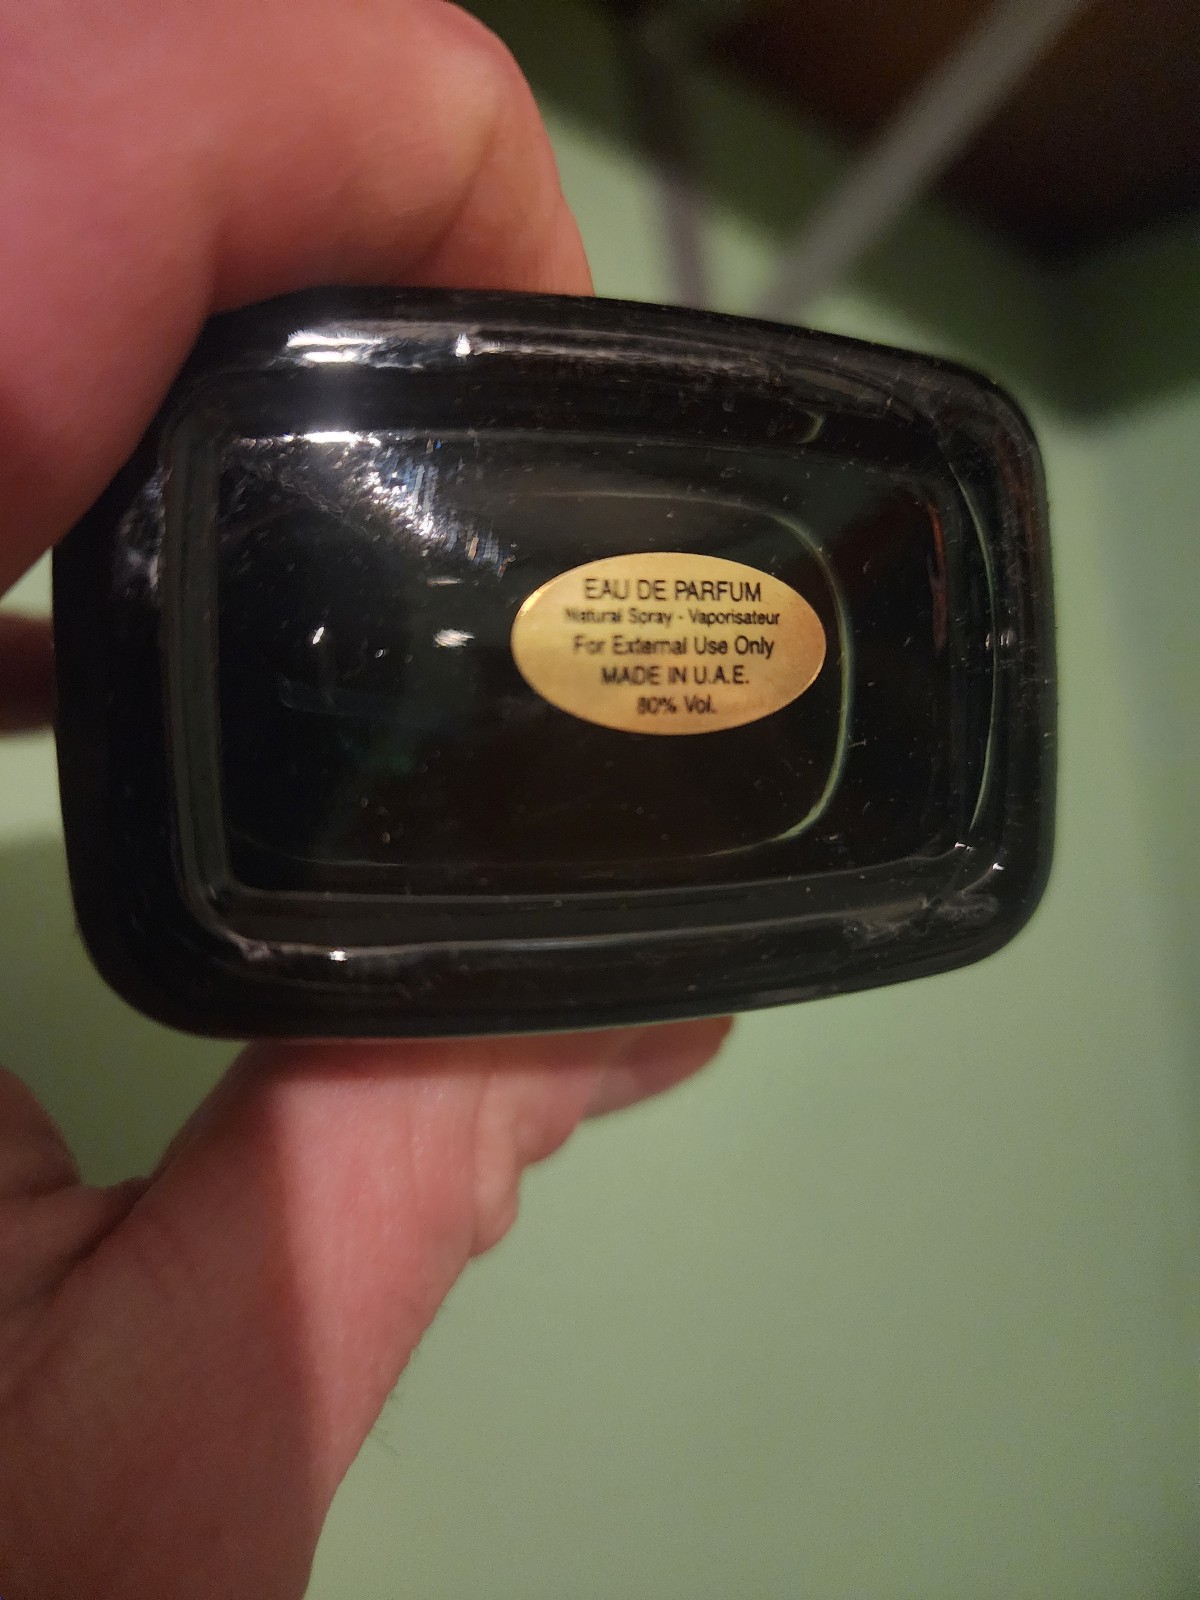 EAU DE PARFUM
Natural Spray - Vaporisateur
For External Use Only
MADE IN U.A.E.
80% Vol.